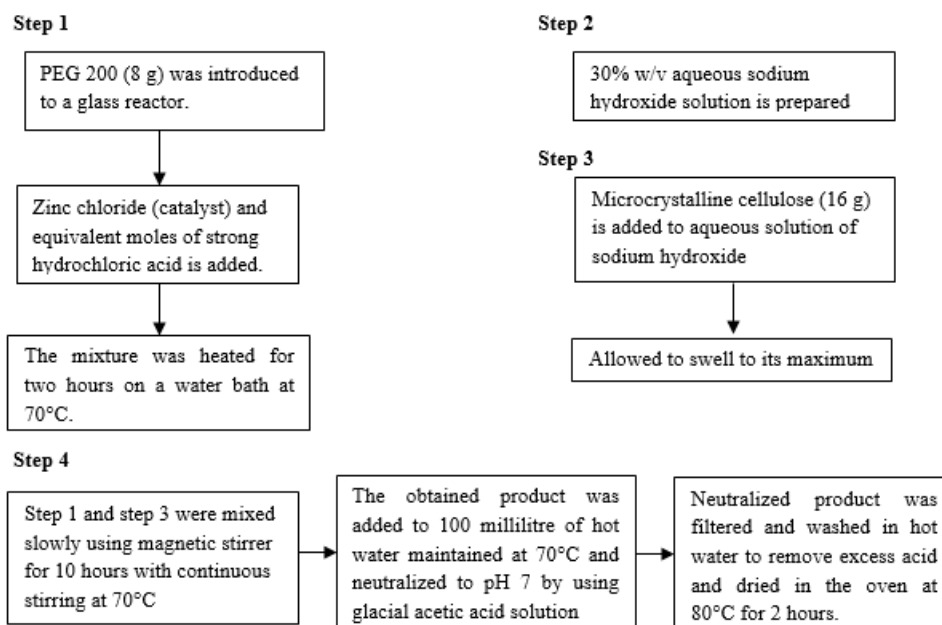 Step 1
PEG 200 (8 g) was introduced
to a glass reactor.
Zinc chloride (catalyst) and
equivalent moles of strong
hydrochloric acid is added.
The mixture was heated for
two hours on a water bath at
70°C.
Step 2
30% w/v aqueous sodium
hydroxide solution is prepared
Step 3
Microcrystalline cellulose (16 g)
is added to aqueous solution of
sodium hydroxide
Allowed to swell to its maximum
Step 4
Step 1 and step 3 were mixed
slowly using magnetic stirrer
for 10 hours with continuous
stirring at 70°C
The obtained product was
added to 100 millilitre of hot
water maintained at 70°C and
neutralized to pH 7 by using
glacial acetic acid solution
Neutralized product was
filtered and washed in hot
water to remove excess acid
and dried in the oven at
80°C for 2 hours.